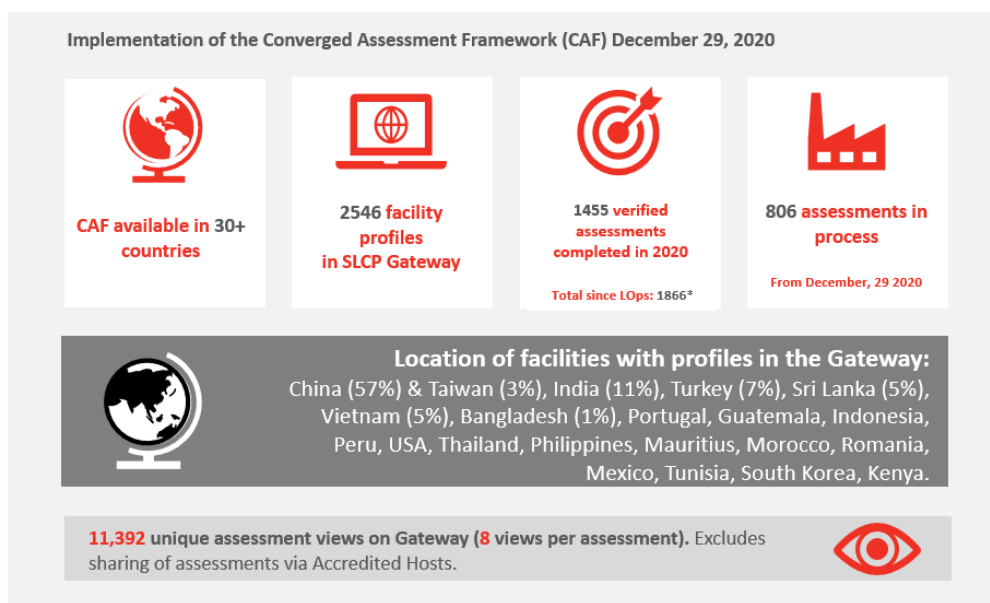 Implementation of the Converged Assessment Framework (CAF) December 29, 2020
CAF available in 30+
countries
2546 facility
profiles
in SLCP Gateway
1455 verified
assessments
completed in 2020
Total since LOps: 1866*
806 assessments in
process
From December, 29 2020
Location of facilities with profiles in the Gateway:
China (57%) & Taiwan (3%), India (11%), Turkey (7%), Sri Lanka (5%),
Vietnam (5%), Bangladesh (1%), Portugal, Guatemala, Indonesia,
Peru, USA, Thailand, Philippines, Mauritius, Morocco, Romania,
Mexico, Tunisia, South Korea, Kenya.
11,392 unique assessment views on Gateway (8 views per assessment). Excludes
sharing of assessments via Accredited Hosts.